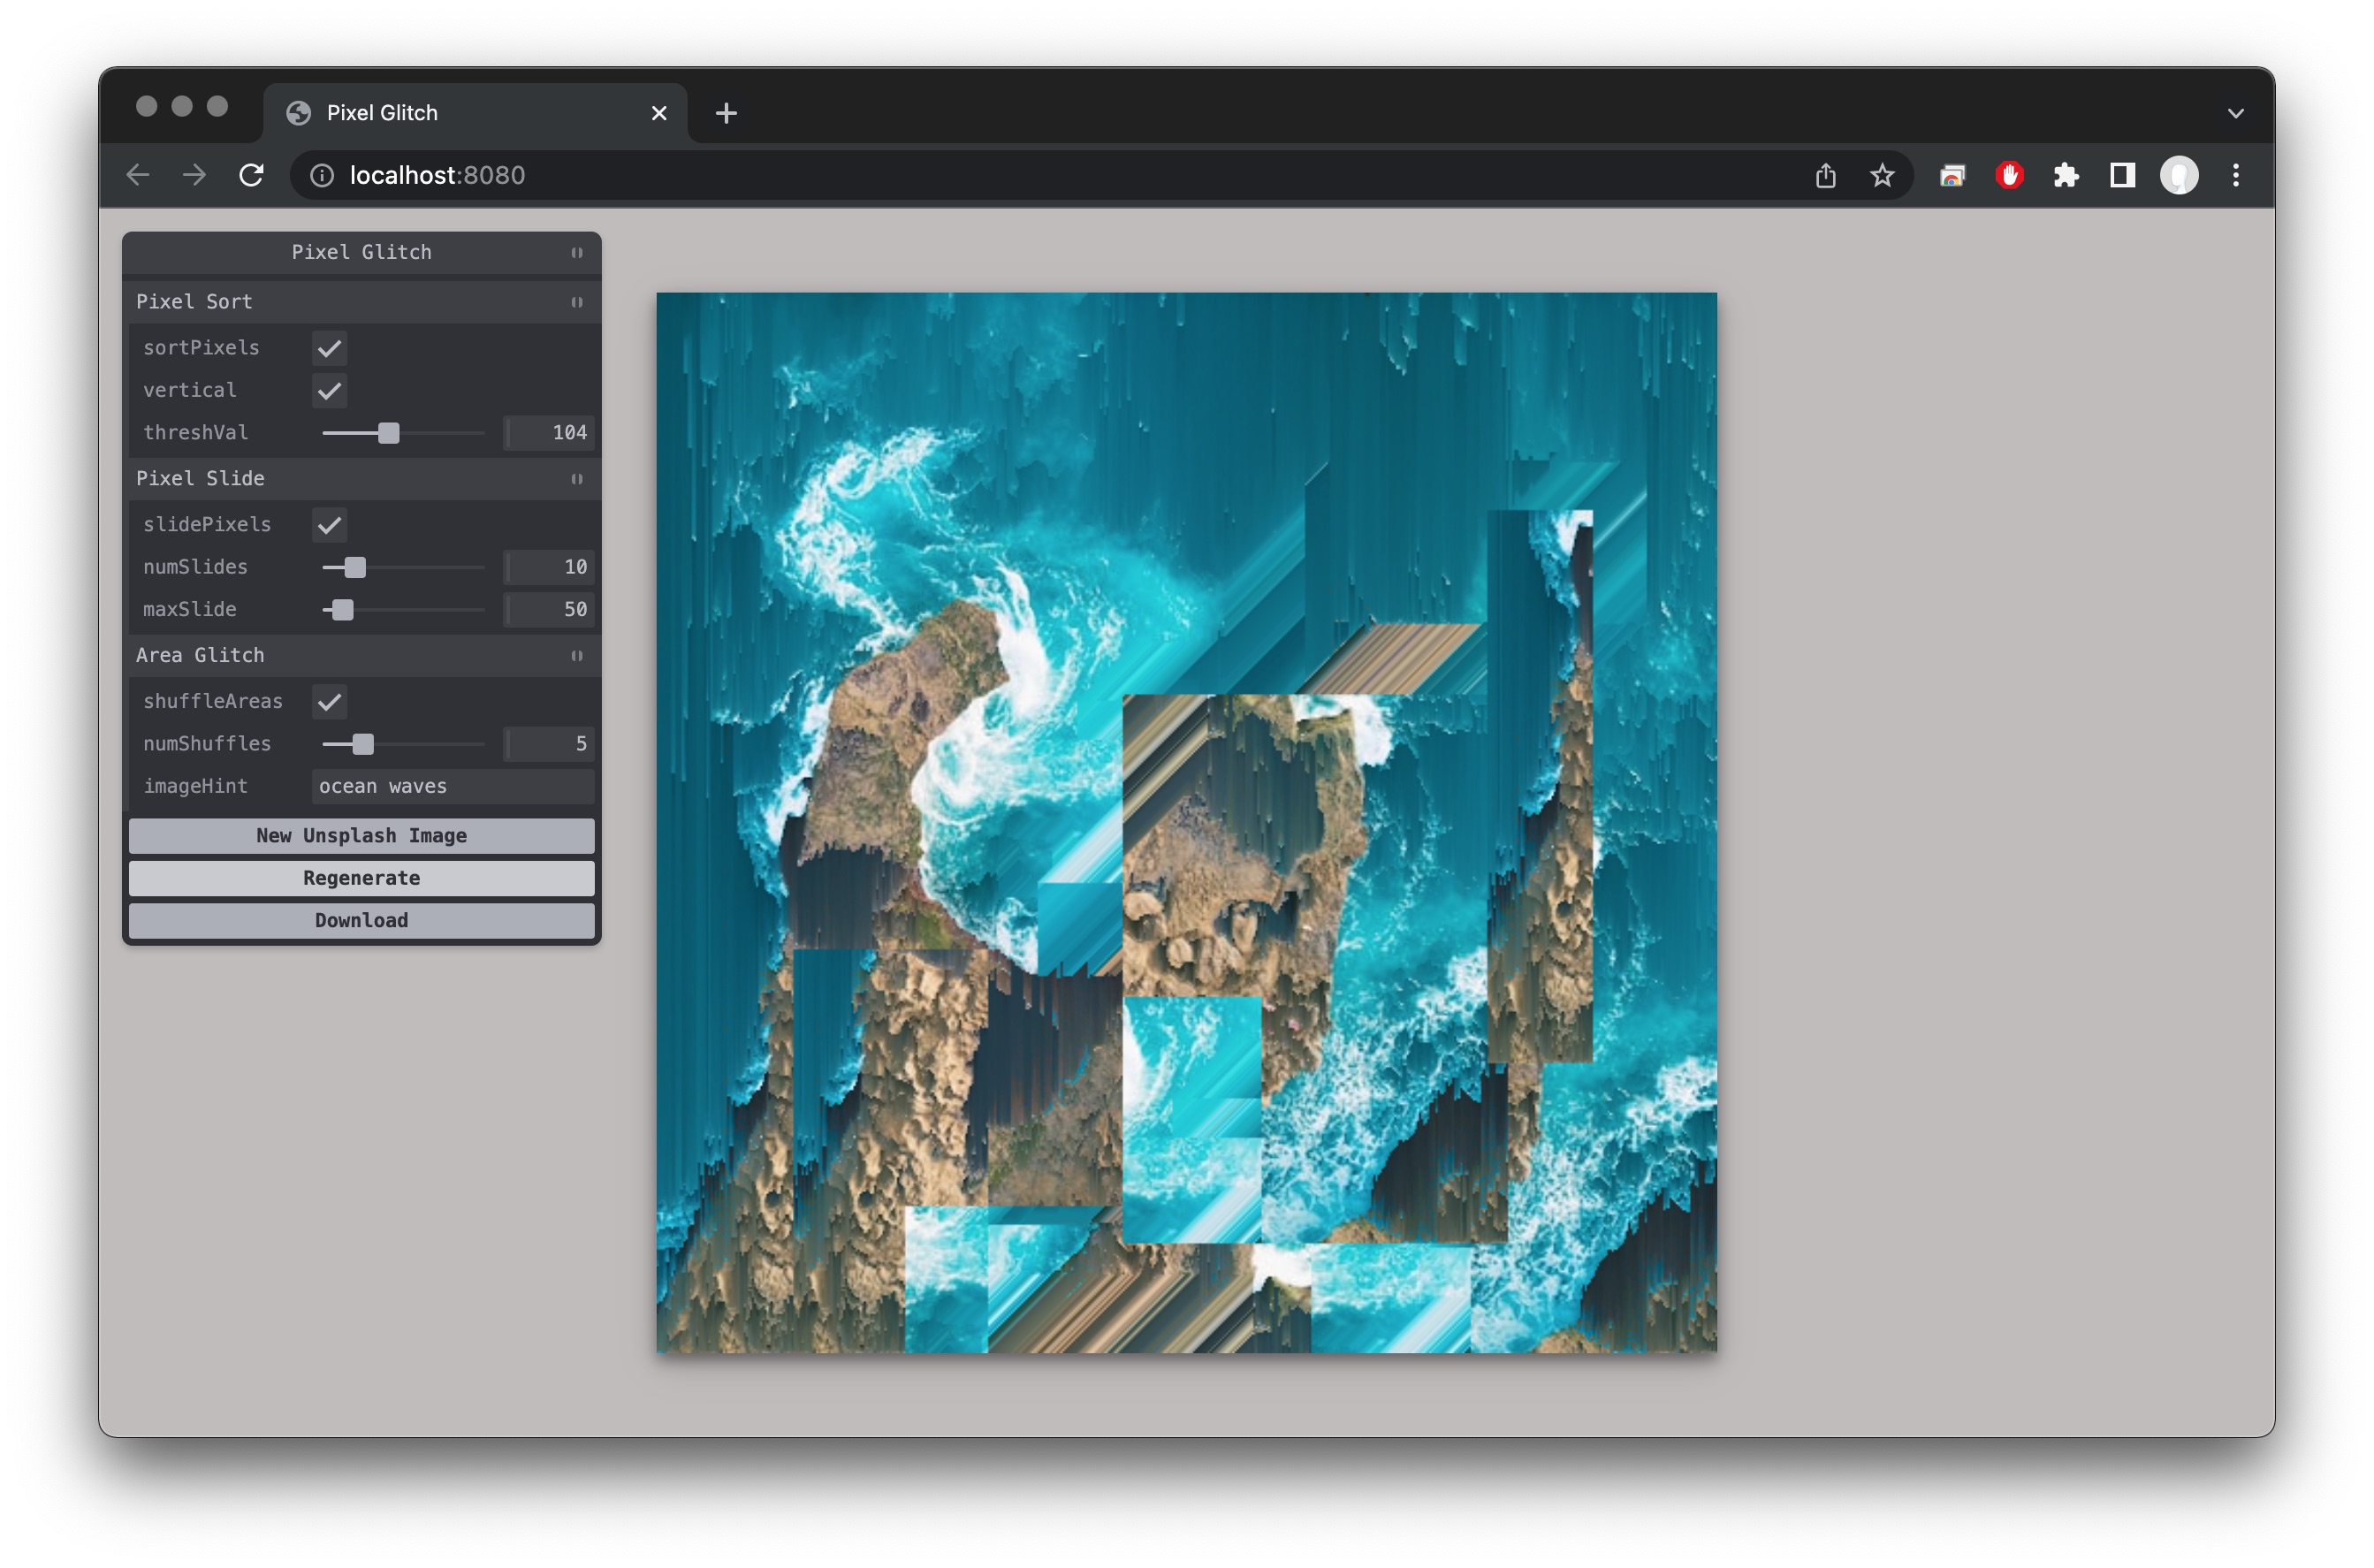 Pixel Glitch
localhost:8080
Pixel Glitch
Pixel Sort
sortPixels
vertical
threshVal 104
Pixel Slide
slidePixels
numSlides 10
maxSlide 50
Area Glitch
shuffleAreas
numShuffles 5
imageHint ocean waves
New Unsplash Image
Regenerate
Download